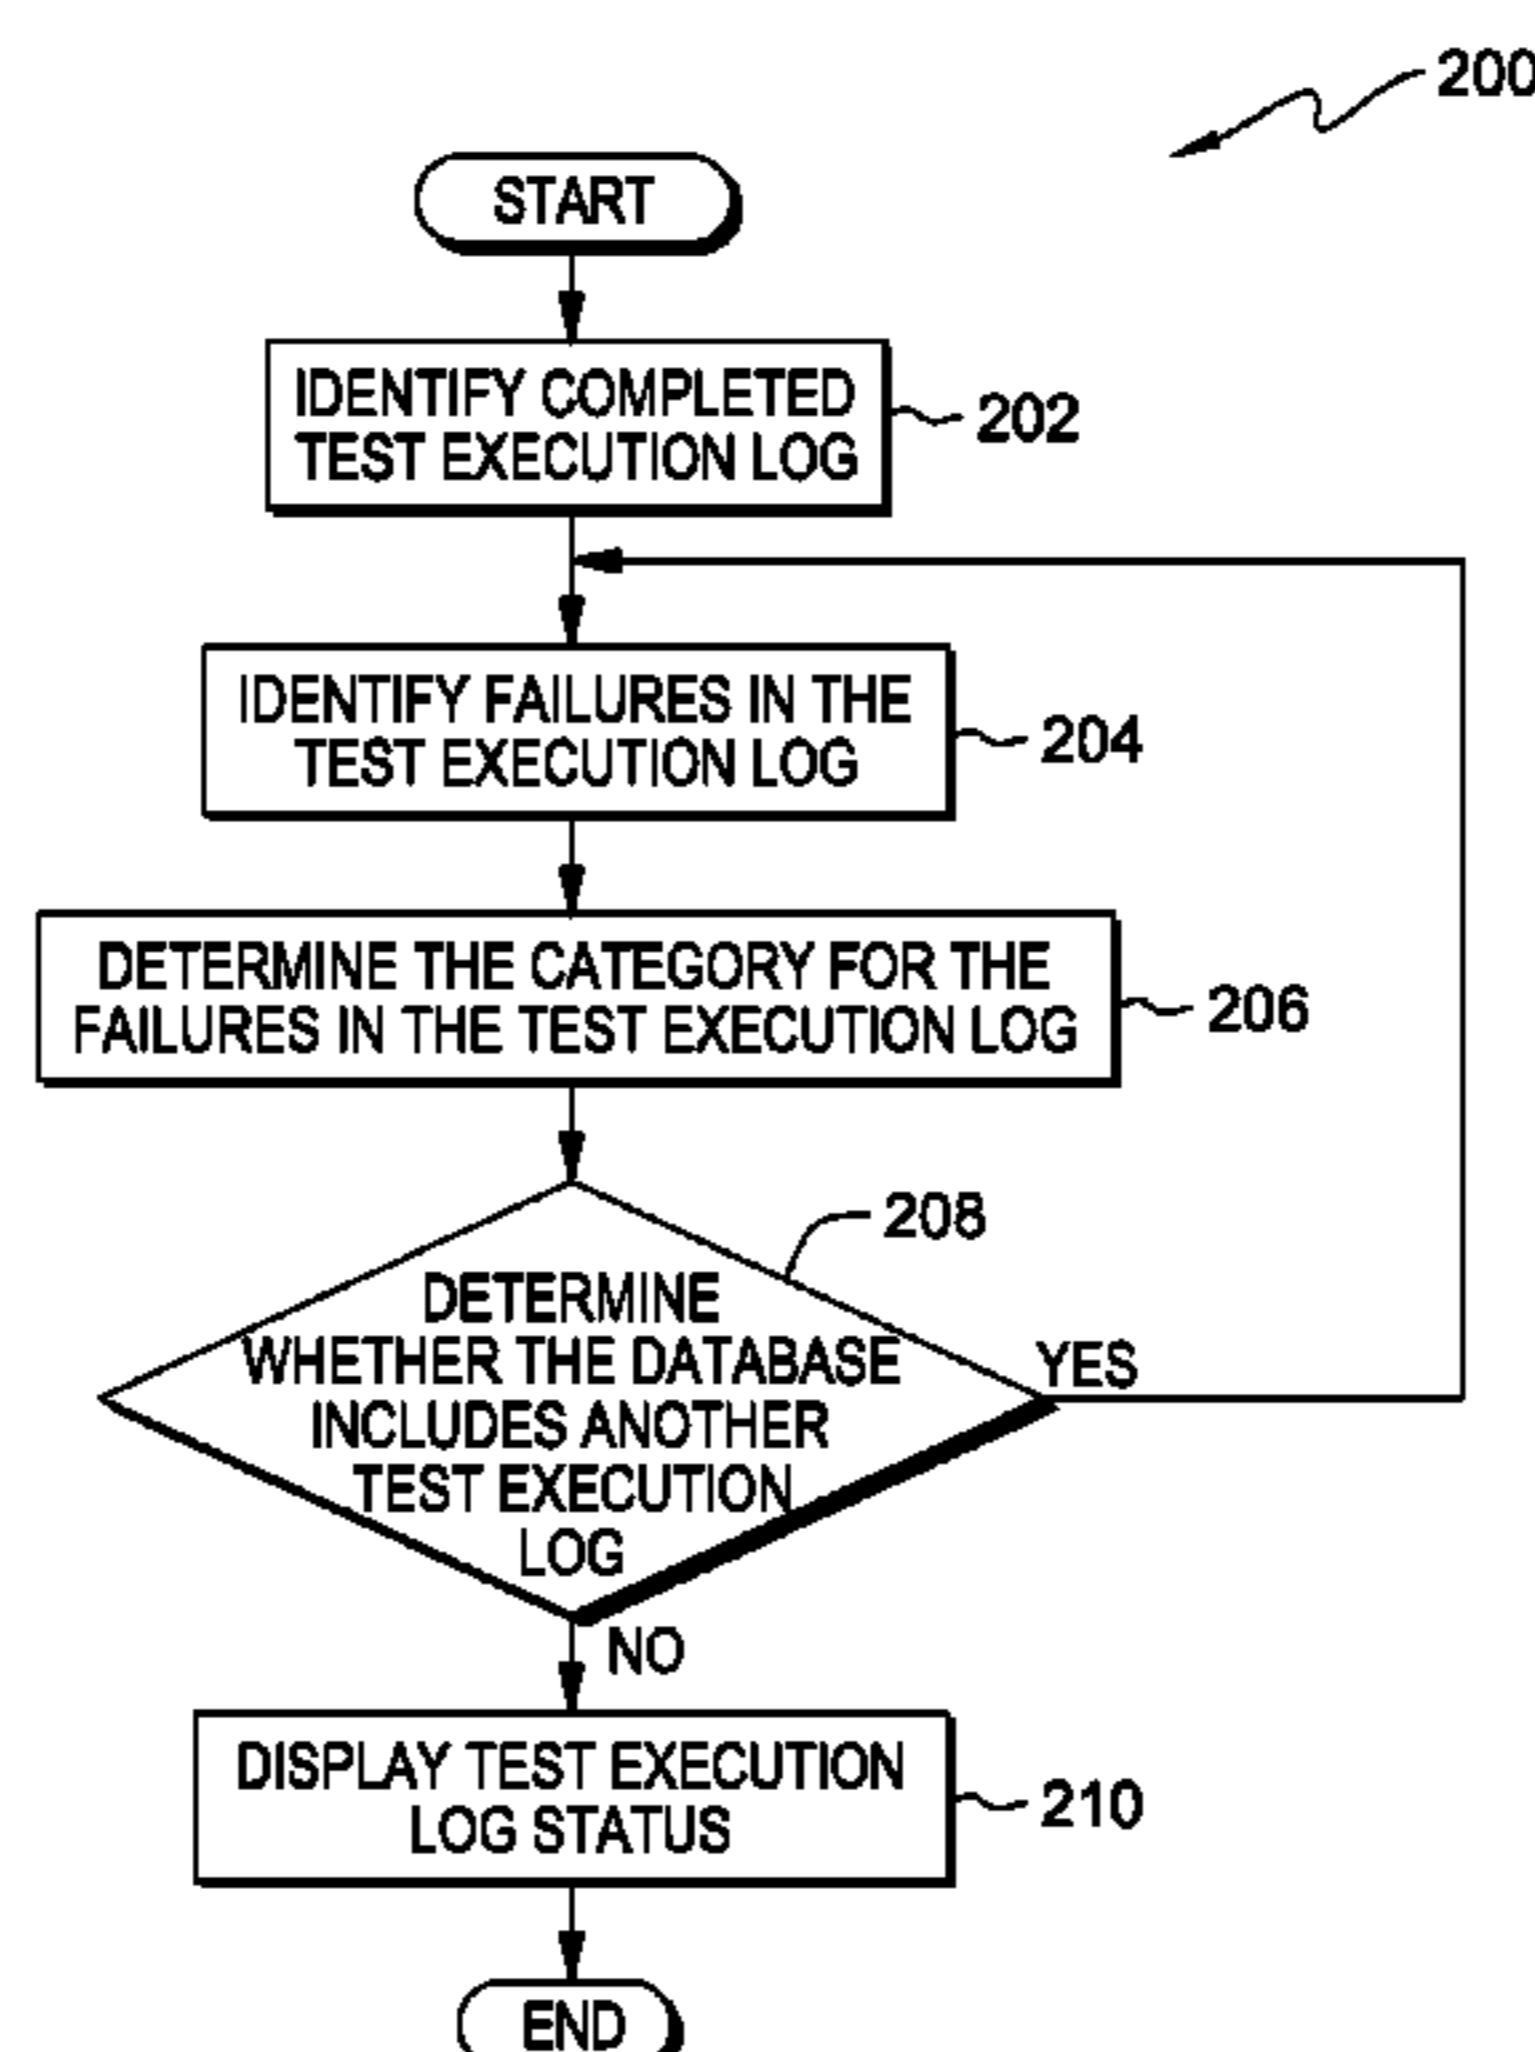 200
START
IDENTIFY COMPLETED
TEST EXECUTION LOG
202
IDENTIFY FAILURES IN THE
TEST EXECUTION LOG
204
DETERMINE THE CATEGORY FOR THE
FAILURES IN THE TEST EXECUTION LOG
206
208
DETERMINE
WHETHER THE DATABASE
INCLUDES ANOTHER
TEST EXECUTION
LOG
YES
NO
DISPLAY TEST EXECUTION
LOG STATUS
210
END